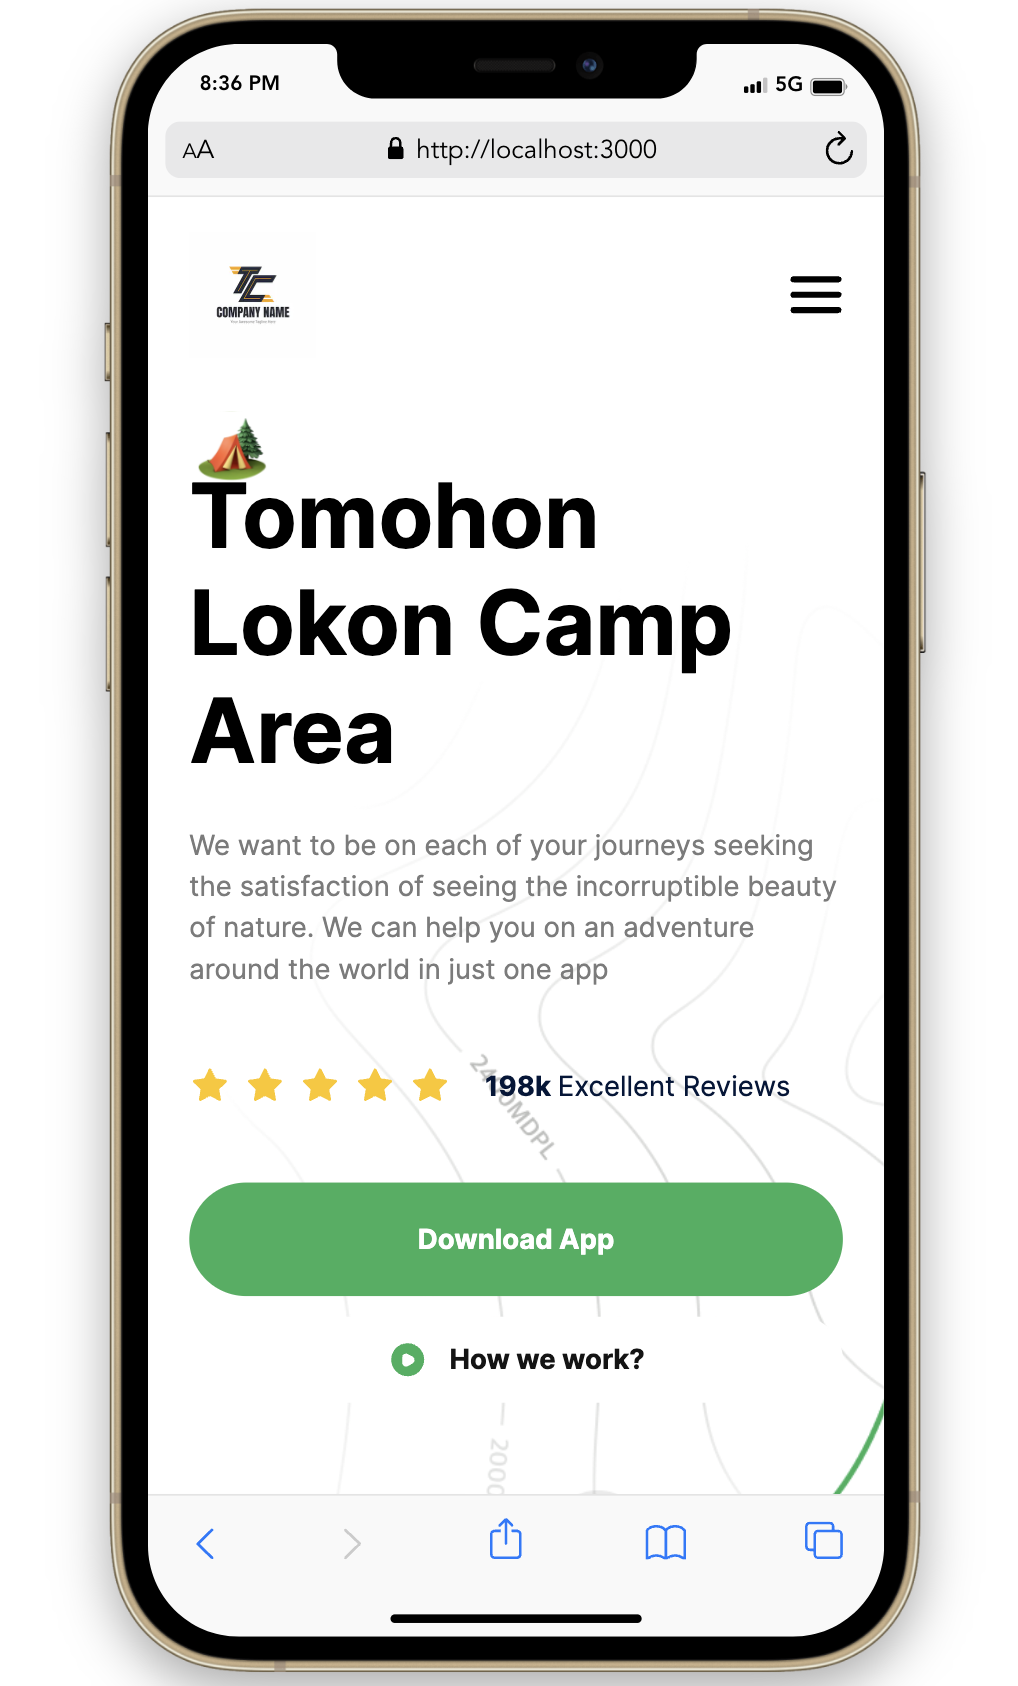 8:36 PM
5G
AA
http://localhost:3000
TC
COMPANY NAME
Tomohon
Lokon Camp
Area
We want to be on each of your journeys seeking
the satisfaction of seeing the incorruptible beauty
of nature. We can help you on an adventure
around the world in just one app
198k Excellent Reviews
Download App
How we work?
2000